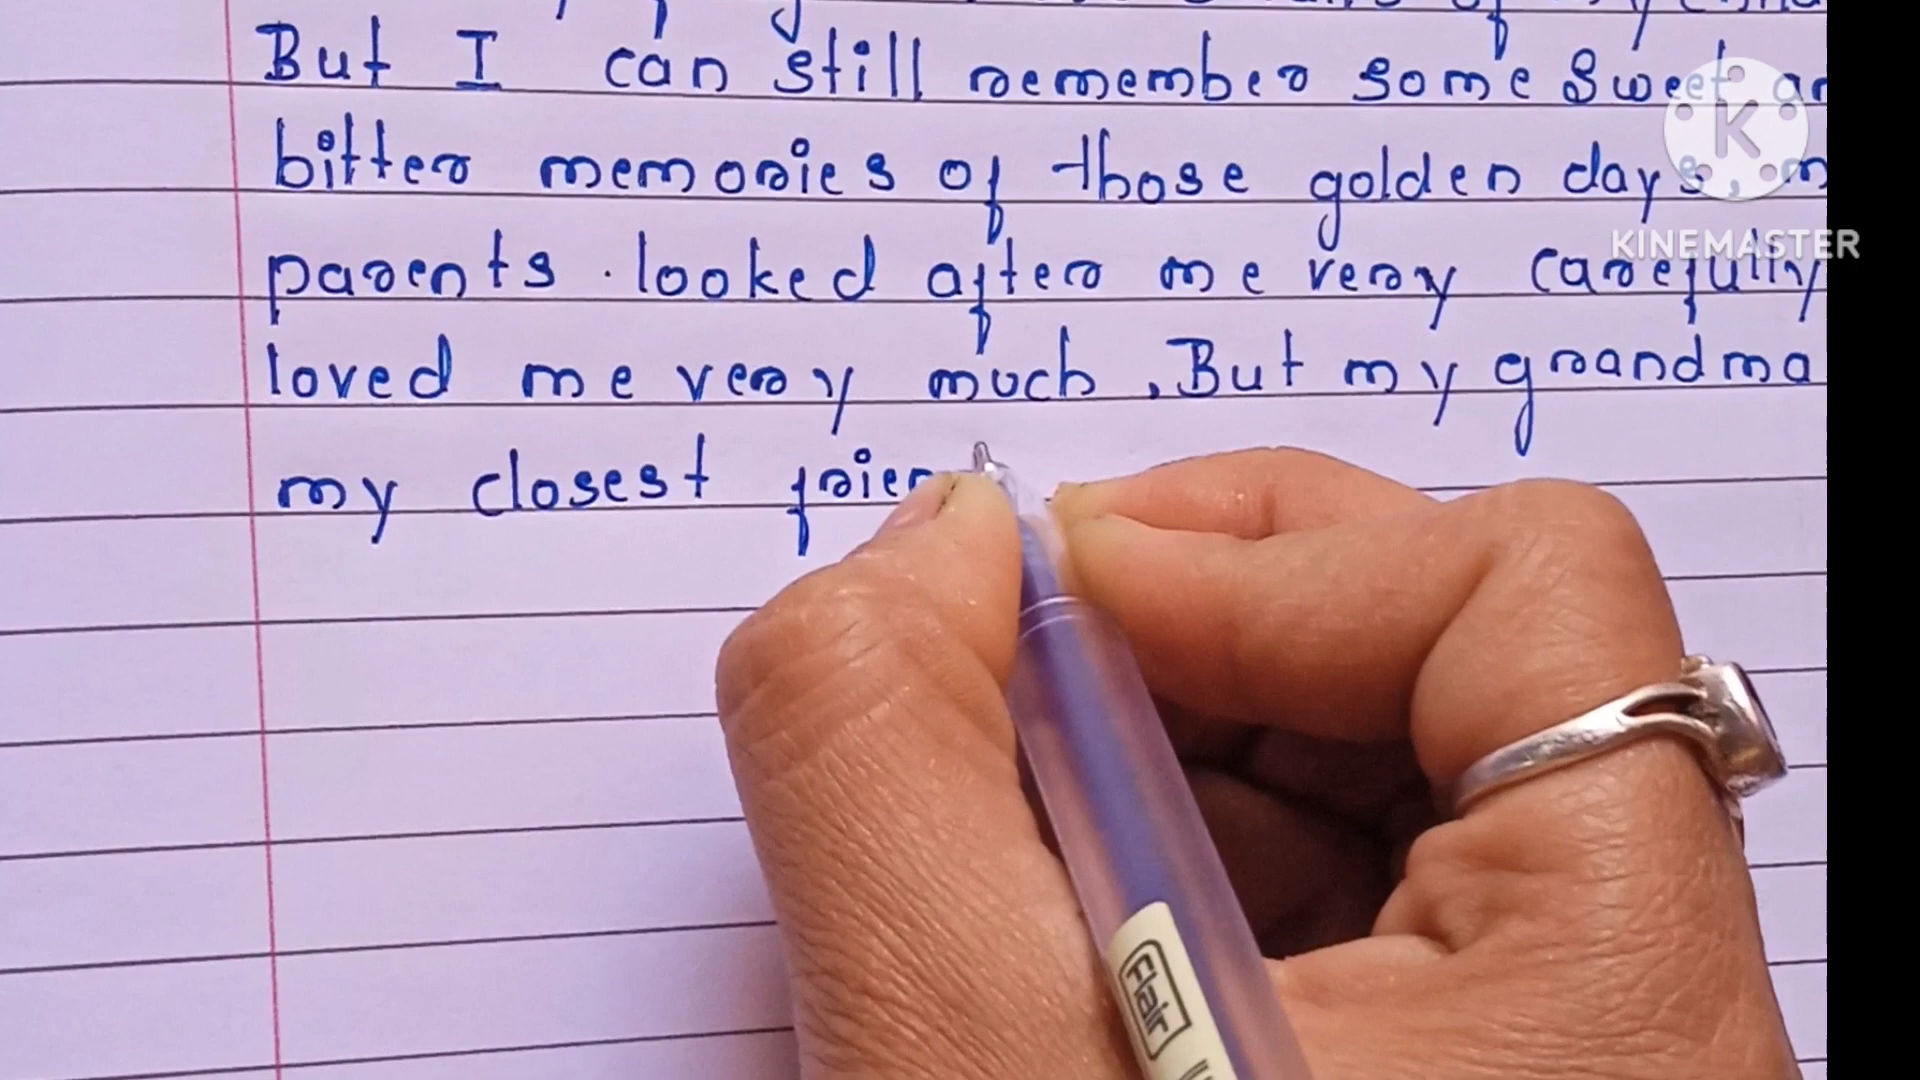 But I can still remember some sweet
bitter memories of those golden days,
parents . looked after me very carefully
loved me very much, But my grandma
my closest
KINEMASTER
Flair